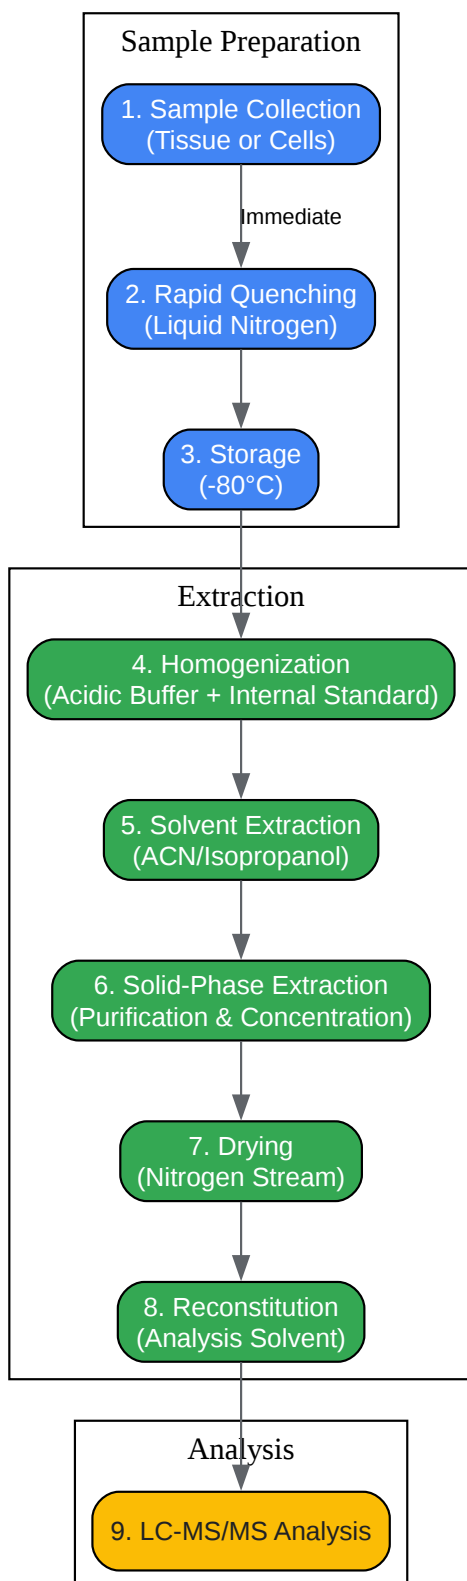 Sample Preparation
1. Sample Collection
(Tissue or Cells)
Immediate
2. Rapid Quenching
(Liquid Nitrogen)
3. Storage
(-80°C)
Extraction
4. Homogenization
(Acidic Buffer + Internal Standard)
5. Solvent Extraction
(ACN/Isopropanol)
6. Solid-Phase Extraction
(Purification & Concentration)
7. Drying
(Nitrogen Stream)
8. Reconstitution
(Analysis Solvent)
Analysis
9. LC-MS/MS Analysis